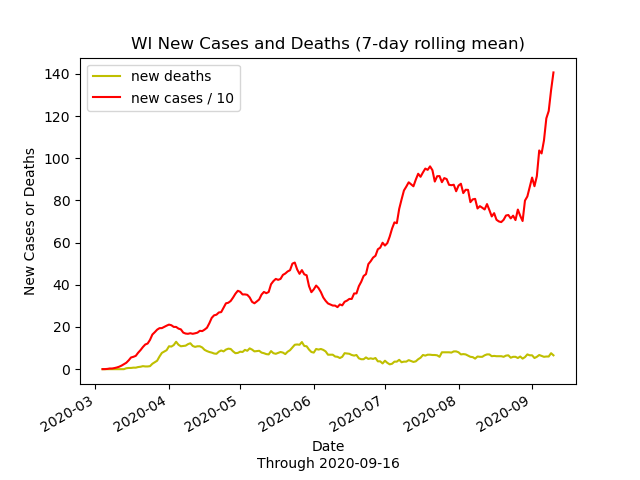 WI New Cases and Deaths (7-day rolling mean)
new deaths
new cases / 10
New Cases or Deaths
140
120
100
80
60
40
20
0
2020-03
2020-04
2020-05
2020-06
2020-07
2020-08
2020-09
Date
Through 2020-09-16